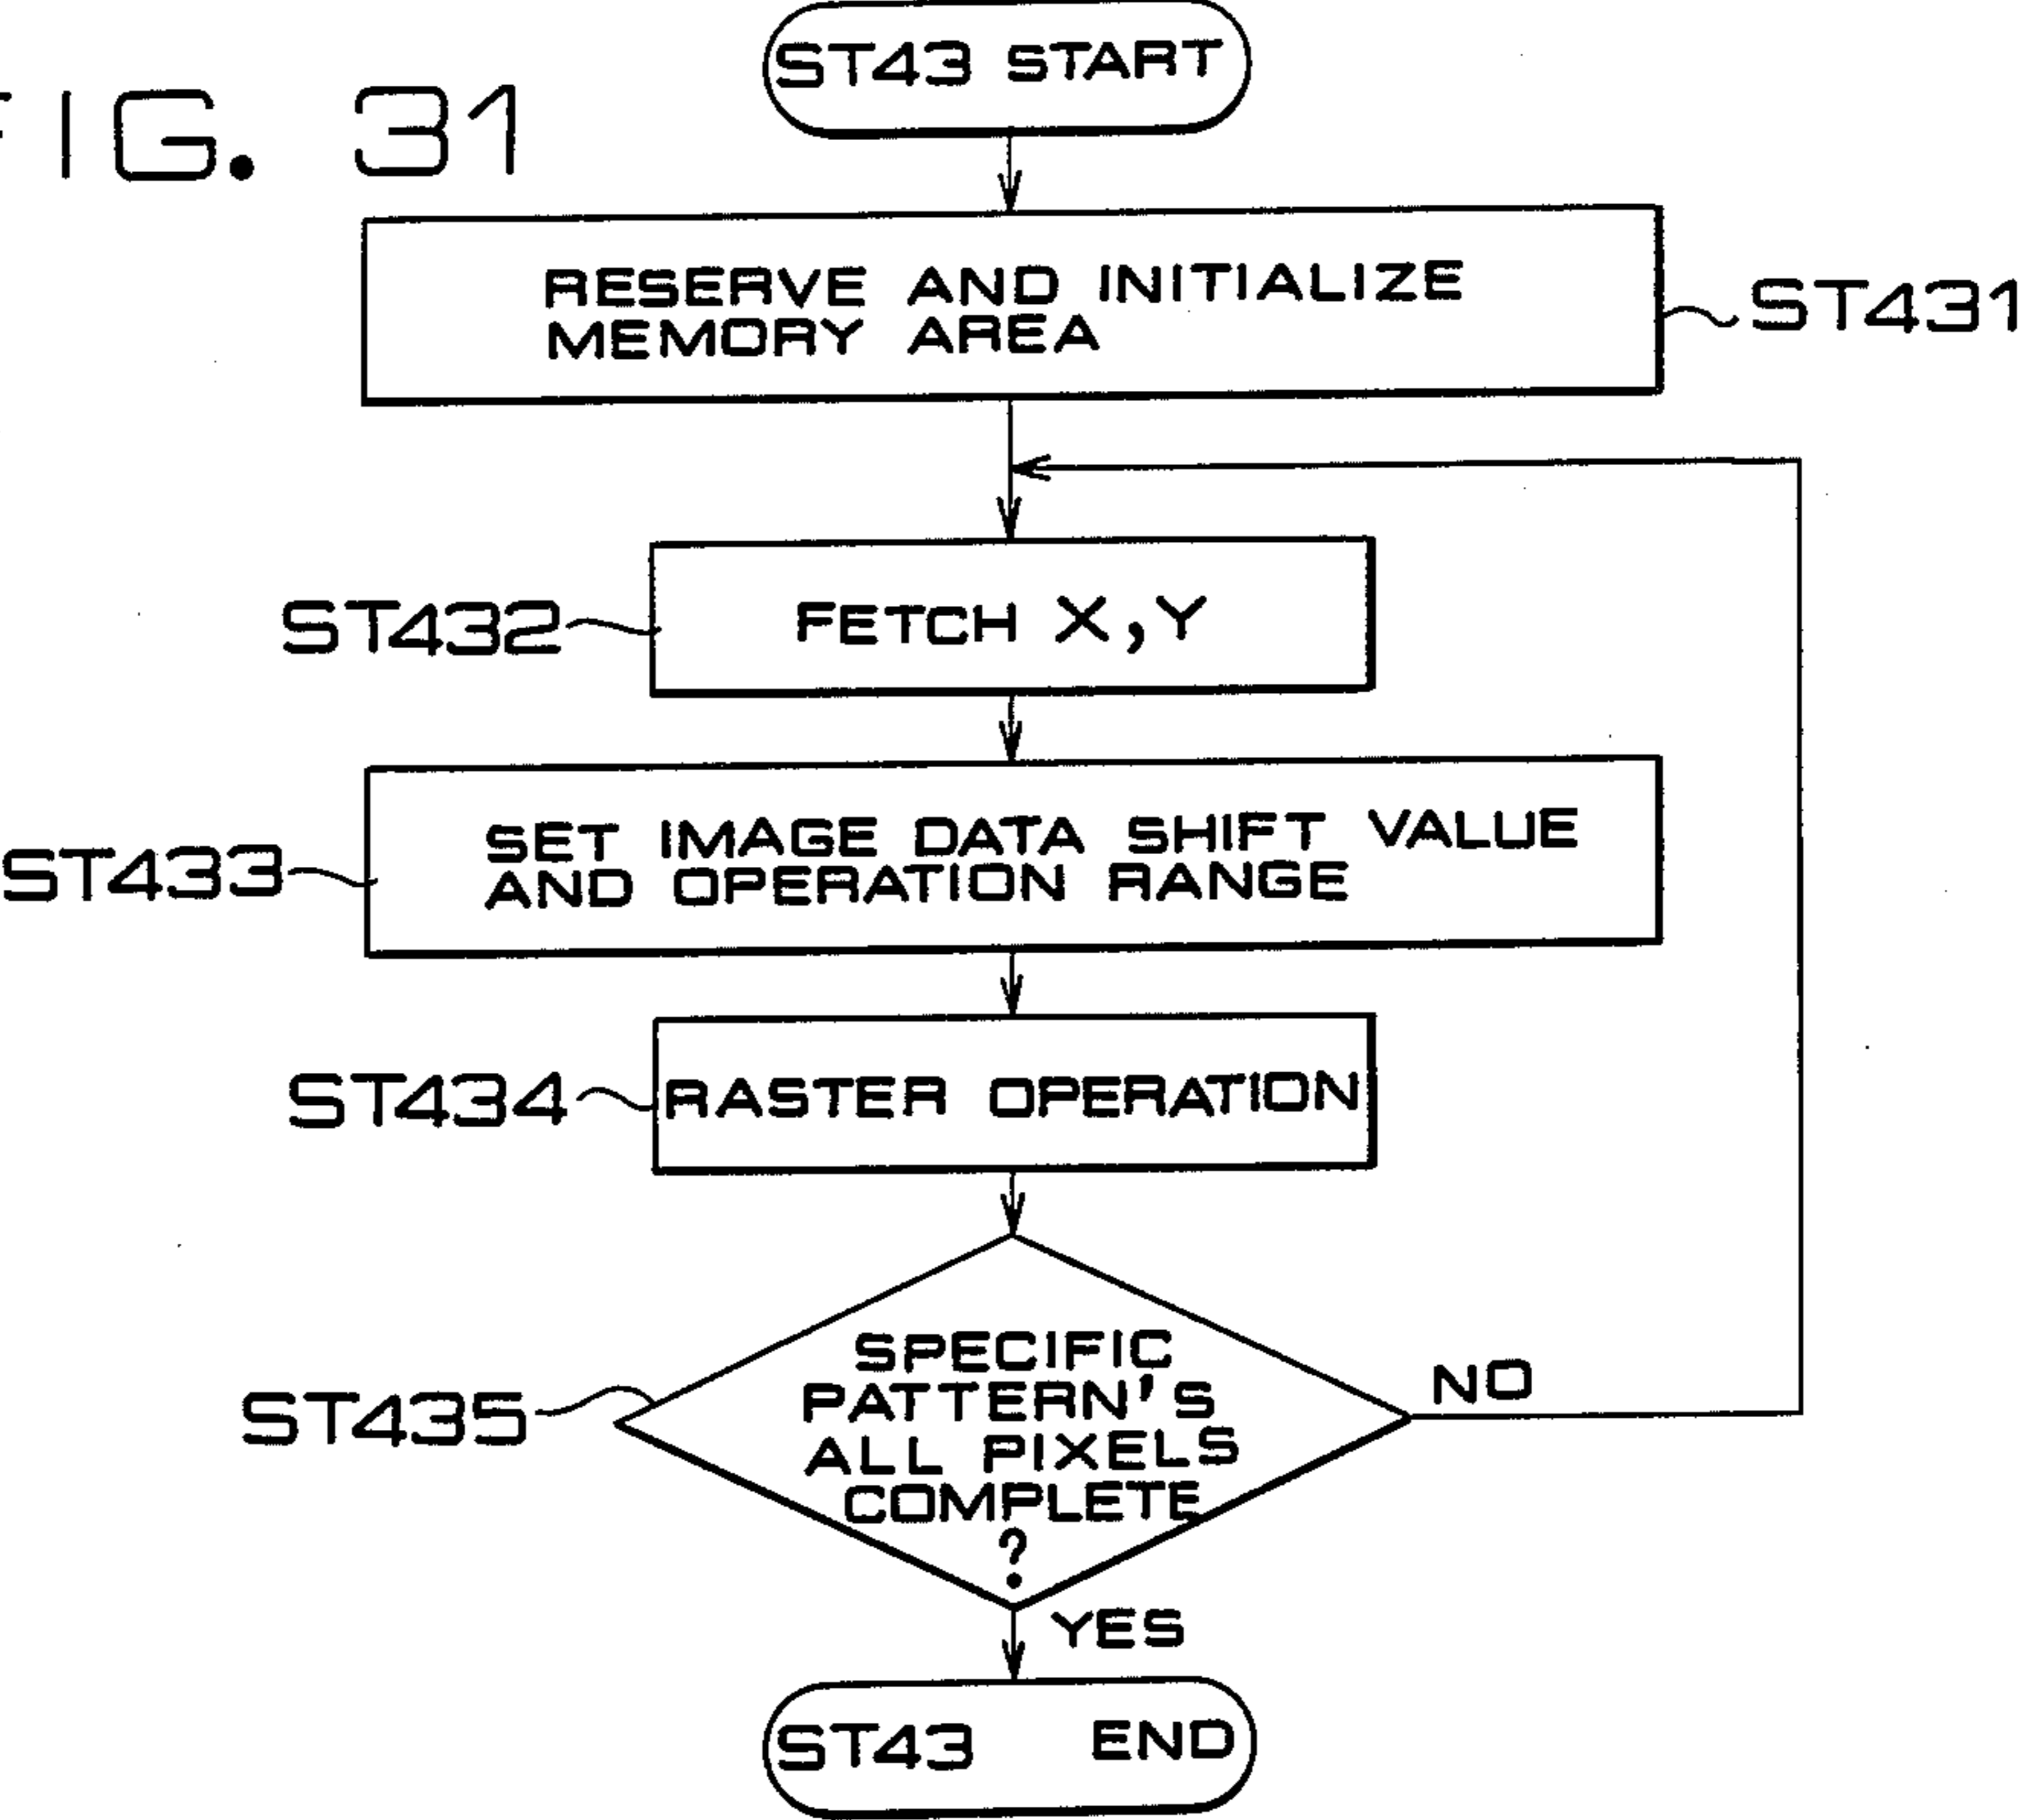 FIG. 31
ST43 START
RESERVE AND INITIALIZE
MEMORY AREA
ST431
ST432
FETCH X,Y
ST433
SET IMAGE DATA SHIFT VALUE
AND OPERATION RANGE
ST434
RASTER OPERATION
ST435
SPECIFIC
PATTERN'S
ALL PIXELS
COMPLETE
?
NO
YES
ST43 END